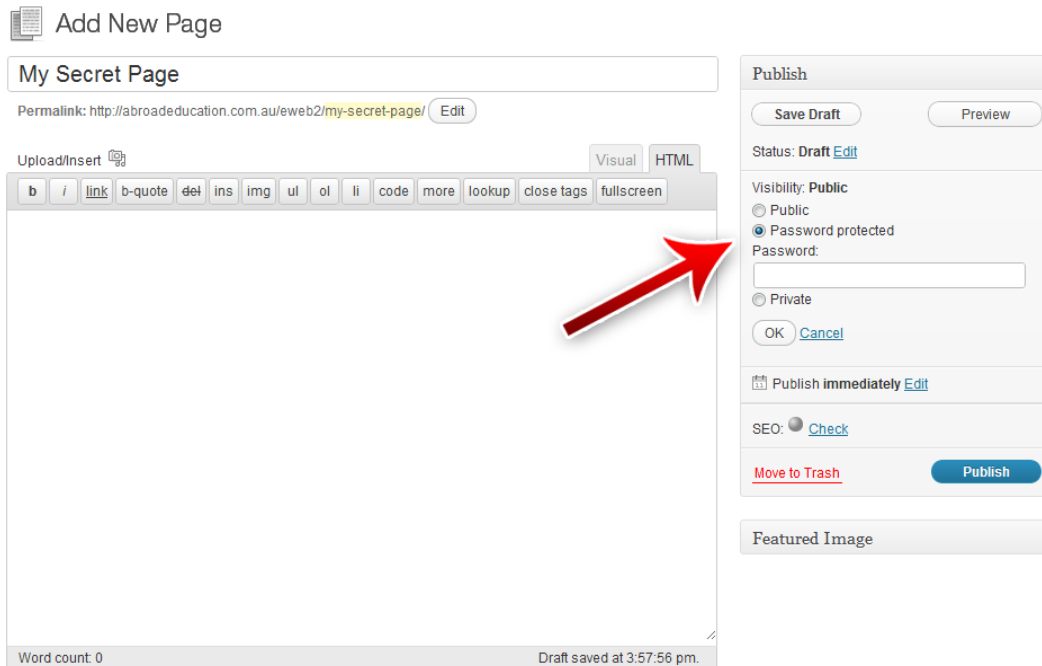 Add New Page
My Secret Page
Permalink: http://abroadeducation.com.au/eweb2/my-secret-page/ Edit
Upload/Insert
Visual HTML
b i link b-quote del ins img ul ol li code more lookup close tags fullscreen
Word count: 0 Draft saved at 3:57:56 pm.
Publish
Save Draft Preview
Status: Draft Edit
Visibility: Public
Public
Password protected
Password:
Private
OK Cancel
11 Publish immediately Edit
SEO: Check
Move to Trash Publish
Featured Image